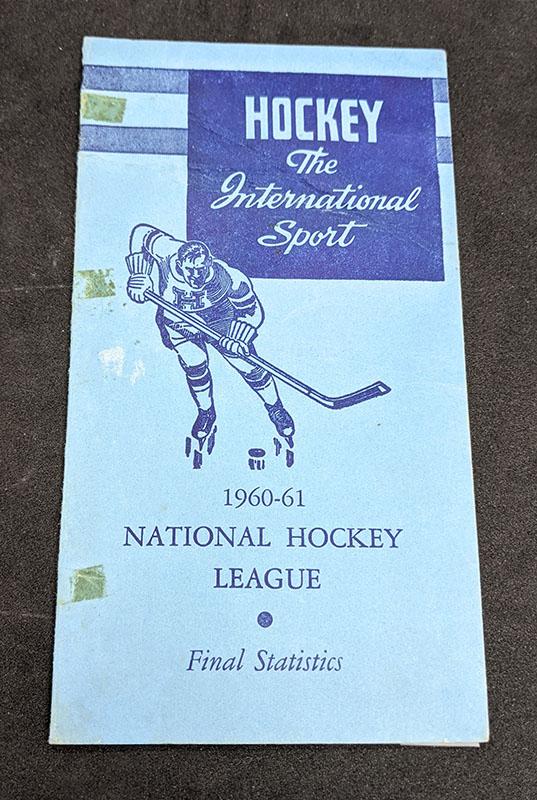 HOCKEY
The
International
Sport
H
1960-61
NATIONAL HOCKEY
LEAGUE
Final Statistics